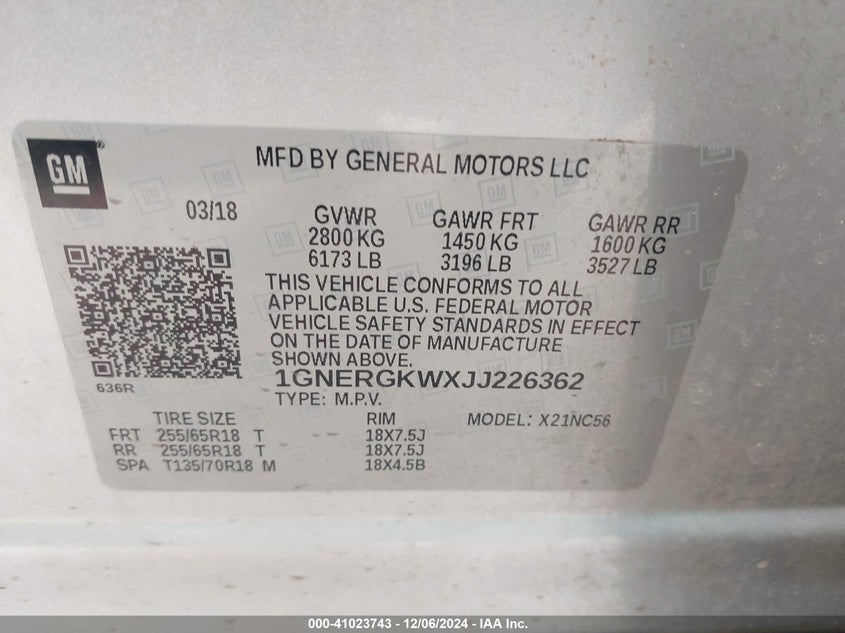 GM
MFD BY GENERAL MOTORS LLC
03/18
GVWR GAWR FRT GAWR RR
2800 KG 1450 KG 1600 KG
6173 LB 3196 LB 3527 LB
THIS VEHICLE CONFORMS TO ALL
APPLICABLE U.S. FEDERAL MOTOR
VEHICLE SAFETY STANDARDS IN EFFECT
ON THE DATE OF MANUFACTURE
SHOWN ABOVE.
1GNERGKWXJJ226362
636R
TYPE: M.P.V.
TIRE SIZE RIM MODEL: X21NC56
FRT 255/65R18 T 18X7.5J
RR 255/65R18 T 18X7.5J
SPA T135/70R18 M 18X4.5B
000-41023743 - 12/06/2024 - IAA Inc.